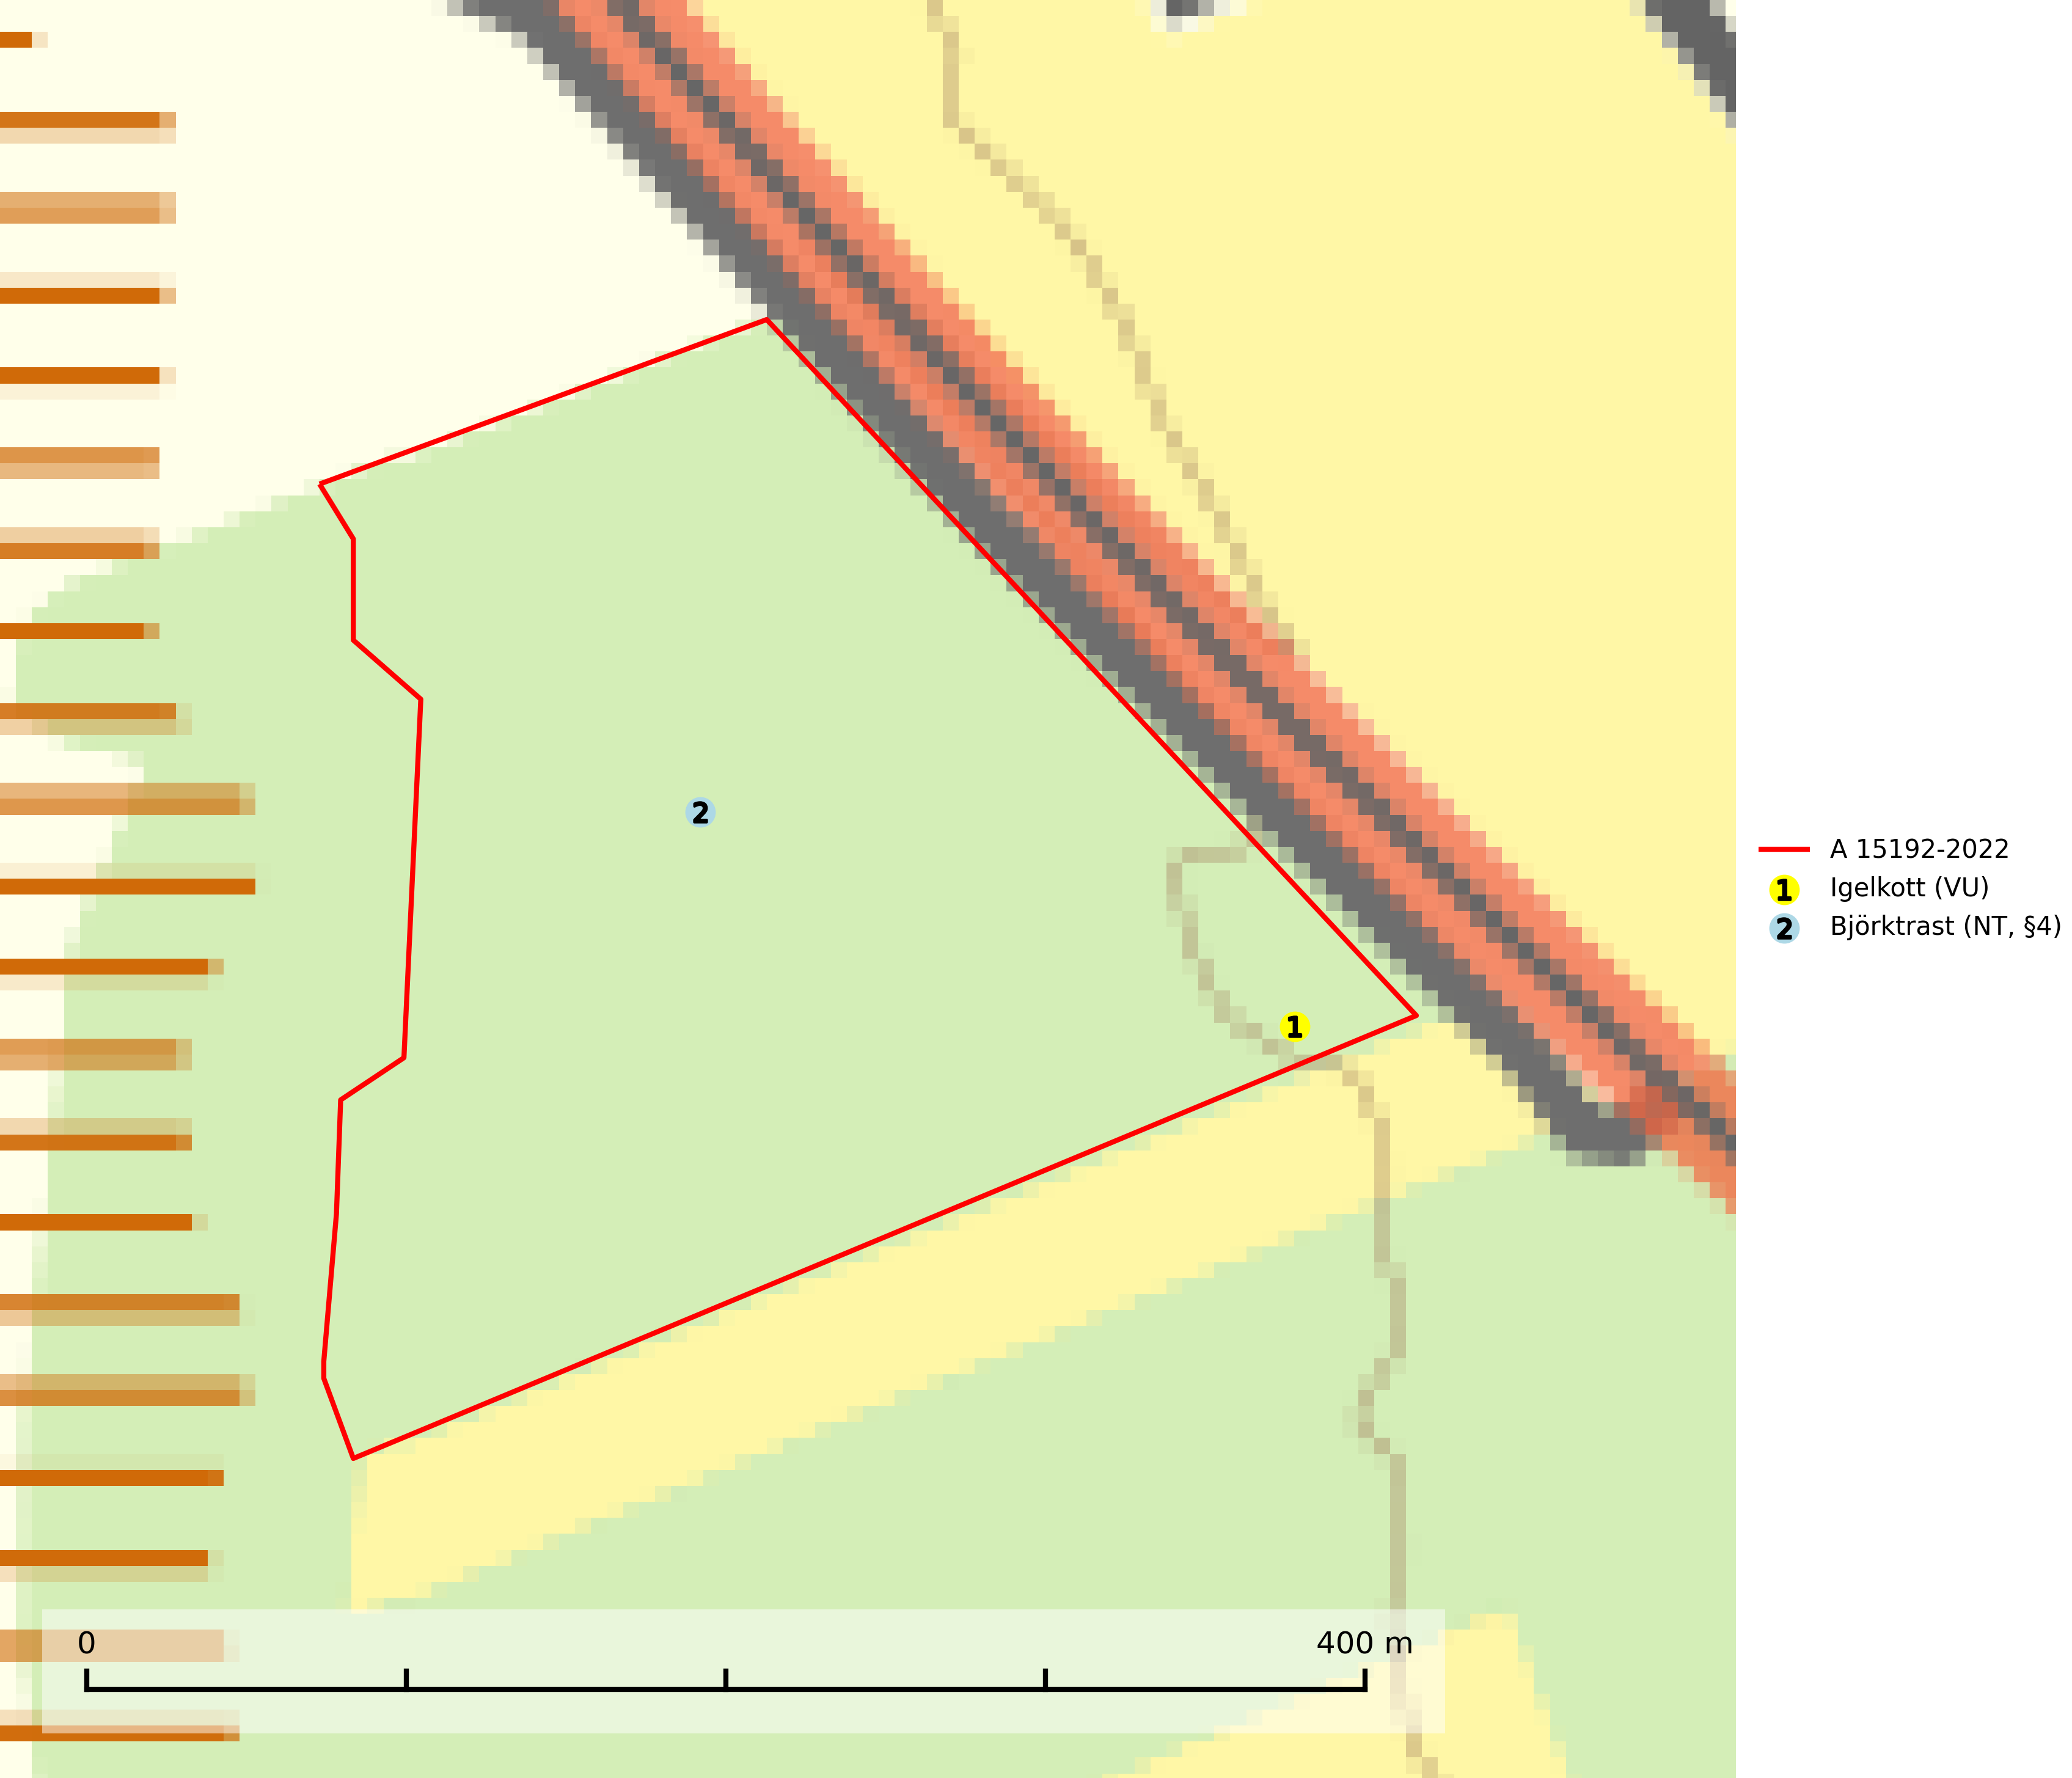 2
1
A 15192-2022
1 Igelkott (VU)
2 Björktrast (NT, §4)
0 400 m